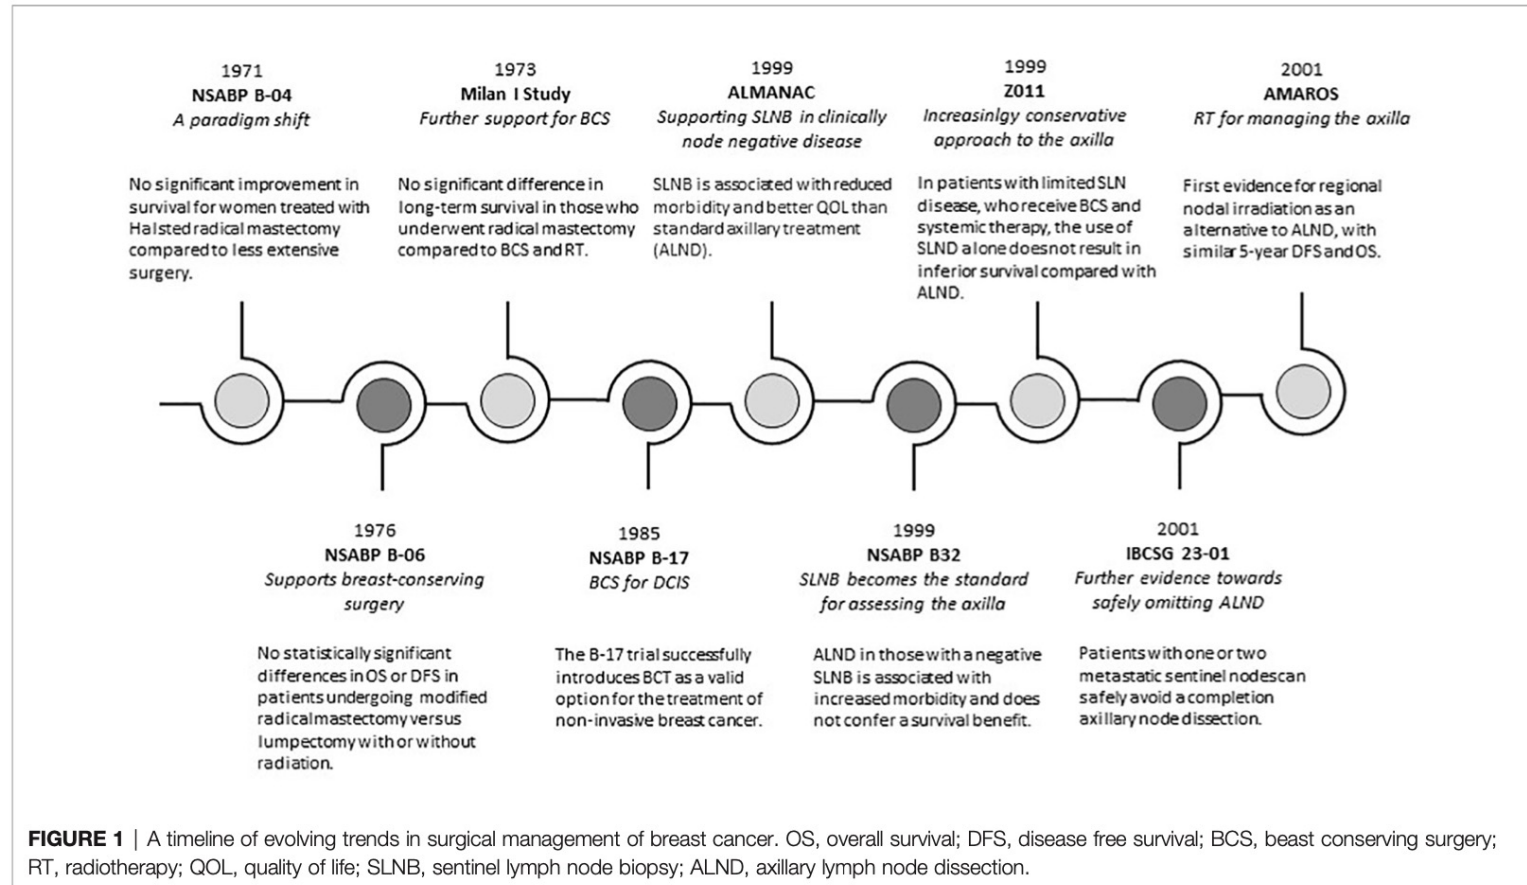 1971
NSABP B-04
A paradigm shift
No significant improvement in
survival for women treated with
Halsted radical mastectomy
compared to less extensive
surgery.
1973
Milan I Study
Further support for BCS
No significant difference in
long-term survival in those who
underwent radical mastectomy
compared to BCS and RT.
1999
ALMANAC
Supporting SLNB in clinically
node negative disease
SLNB is associated with reduced
morbidity and better QOL than
standard axillary treatment
(ALND).
1999
Z011
Increasinlgy conservative
approach to the axilla
In patients with limited SLN
disease, who receive BCS and
systemic therapy, the use of
SLND alone doesnot result in
inferior survival compared with
ALND.
2001
AMAROS
RT for managing the axilla
First evidence for regional
nodal irradiation as an
alternative to ALND, with
similar 5-year DFS and OS.
1976
NSABP B-06
Supports breast-conserving
surgery
No statistically significant
differences in OS or DFS in
patients undergoing modified
radical mastectomy versus
lumpectomy with or without
radiation.
1985
NSABP B-17
BCS for DCIS
The B-17 trial successfully
introduces BCT as a valid
option for the treatment of
non-invasive breast cancer.
1999
NSABP B32
SLNB becomes the standard
for assessing the axilla
ALND in those with a negative
SLNB is associated with
increased morbidity and does
not confer a survival benefit.
2001
IBCSG 23-01
Further evidence towards
safely omitting ALND
Patients with one or two
metastatic sentinel nodes can
safely avoid a completion
axillary node dissection.
FIGURE 1 | A timeline of evolving trends in surgical management of breast cancer. OS, overall survival; DFS, disease free survival; BCS, beast conserving surgery;
RT, radiotherapy; QOL, quality of life; SLNB, sentinel lymph node biopsy; ALND, axillary lymph node dissection.